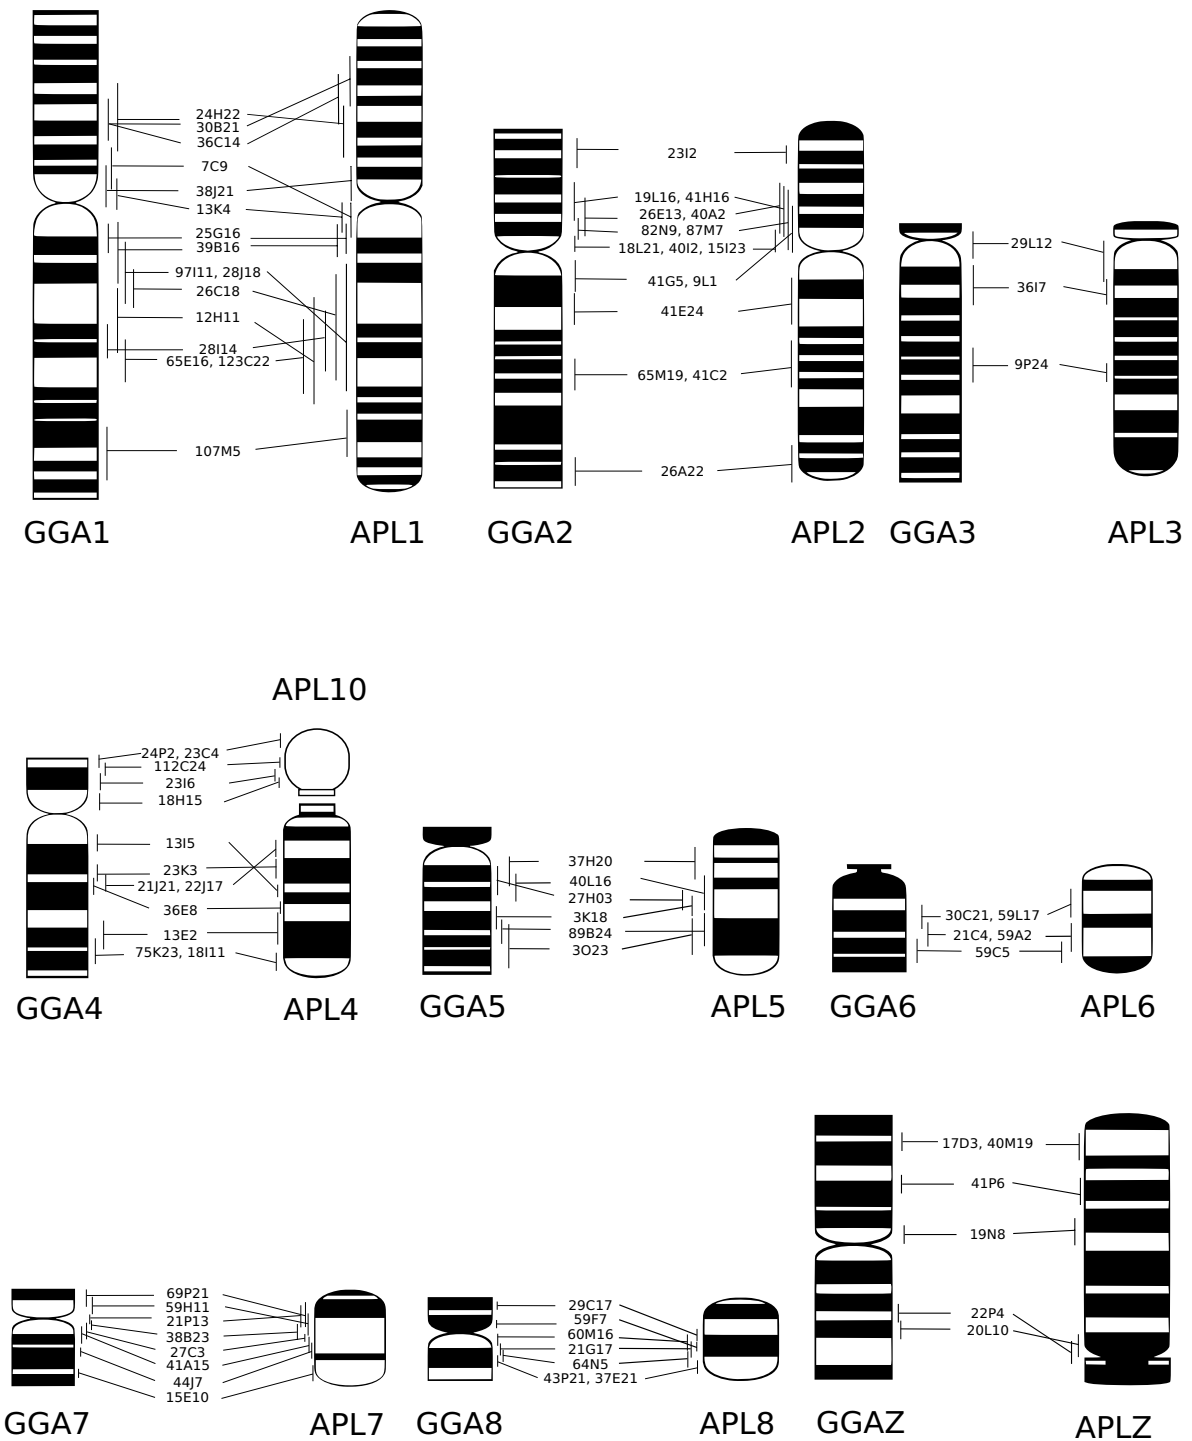 24H22
30B21
36C14
7C9
38J21
13K4
25G16
39B16
97I11, 28J18
26C18
12H11
28I14
65E16, 123C22
107M5
GGA1
APL1
23I2
19L16, 41H16
26E13, 40A2
82N9, 87M7
18L21, 40I2, 15I23
41G5, 9L1
41E24
65M19, 41C2
26A22
GGA2
APL2
29L12
36I7
9P24
GGA3
APL3
APL10
24P2, 23C4
112C24
23I6
18H15
13I5
23K3
21J21, 22J17
36E8
13E2
75K23, 18I11
GGA4
APL4
37H20
40L16
27H03
3K18
89B24
3O23
GGA5
APL5
30C21, 59L17
21C4, 59A2
59C5
GGA6
APL6
69P21
59H11
21P13
38B23
27C3
41A15
44J7
15E10
GGA7
APL7
29C17
59F7
60M16
21G17
64N5
43P21, 37E21
GGA8
APL8
17D3, 40M19
41P6
19N8
22P4
20L10
GGAZ
APLZ